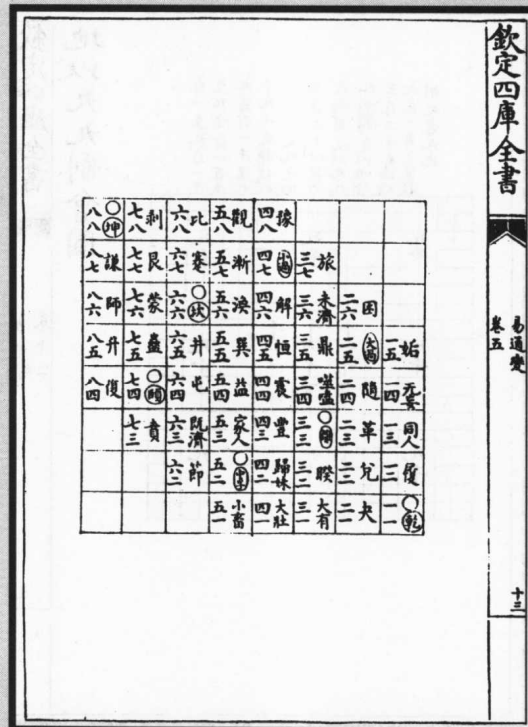 欽定四庫全書
易通變
卷五
十三
姤 一五
无妄 一四
同人 一三
履 一二
○乾 一一
困 二六
大過 二五
隨 二四
革 二三
兌 二二
夬 二一
旅 三七
未濟 三六
鼎 三五
噬嗑 三四
○離 三三
睽 三二
大有 三一
豫 四八
小過 四七
解 四六
恒 四五
震 四四
豐 四三
歸妹 四二
大壯 四一
觀 五八
漸 五七
渙 五六
巽 五五
益 五四
家人 五三
○中孚 五二
小畜 五一
比 六八
蹇 六七
○坎 六六
井 六五
屯 六四
既濟 六三
節 六二
剥 七八
艮 七七
蒙 七六
蠱 七五
○頤 七四
賁 七三
○坤 八八
謙 八七
師 八六
升 八五
復 八四